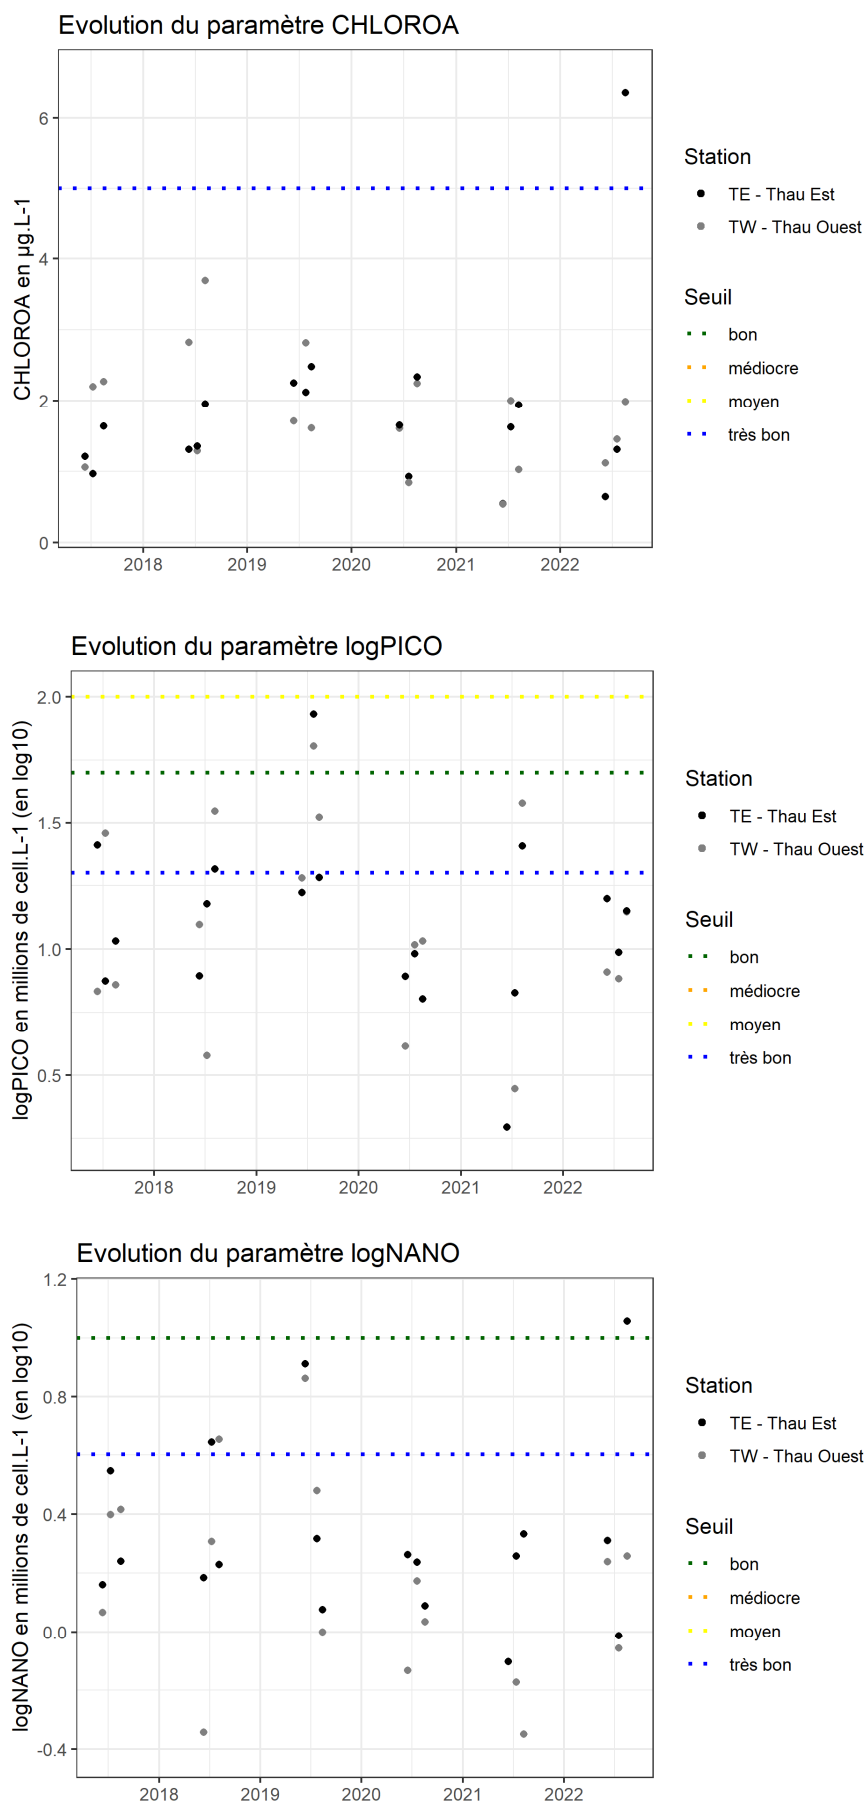 Evolution du paramètre CHLOROA
CHLOROA en µg.L-1
6
4
2
0
2018 2019 2020 2021 2022
Station
TE - Thau Est
TW - Thau Ouest
Seuil
bon
médiocre
moyen
très bon
Evolution du paramètre logPICO
logPICO en millions de cell.L-1 (en log10)
2.0
1.5
1.0
0.5
2018 2019 2020 2021 2022
Station
TE - Thau Est
TW - Thau Ouest
Seuil
bon
médiocre
moyen
très bon
Evolution du paramètre logNANO
logNANO en millions de cell.L-1 (en log10)
1.2
0.8
0.4
0.0
-0.4
2018 2019 2020 2021 2022
Station
TE - Thau Est
TW - Thau Ouest
Seuil
bon
médiocre
moyen
très bon